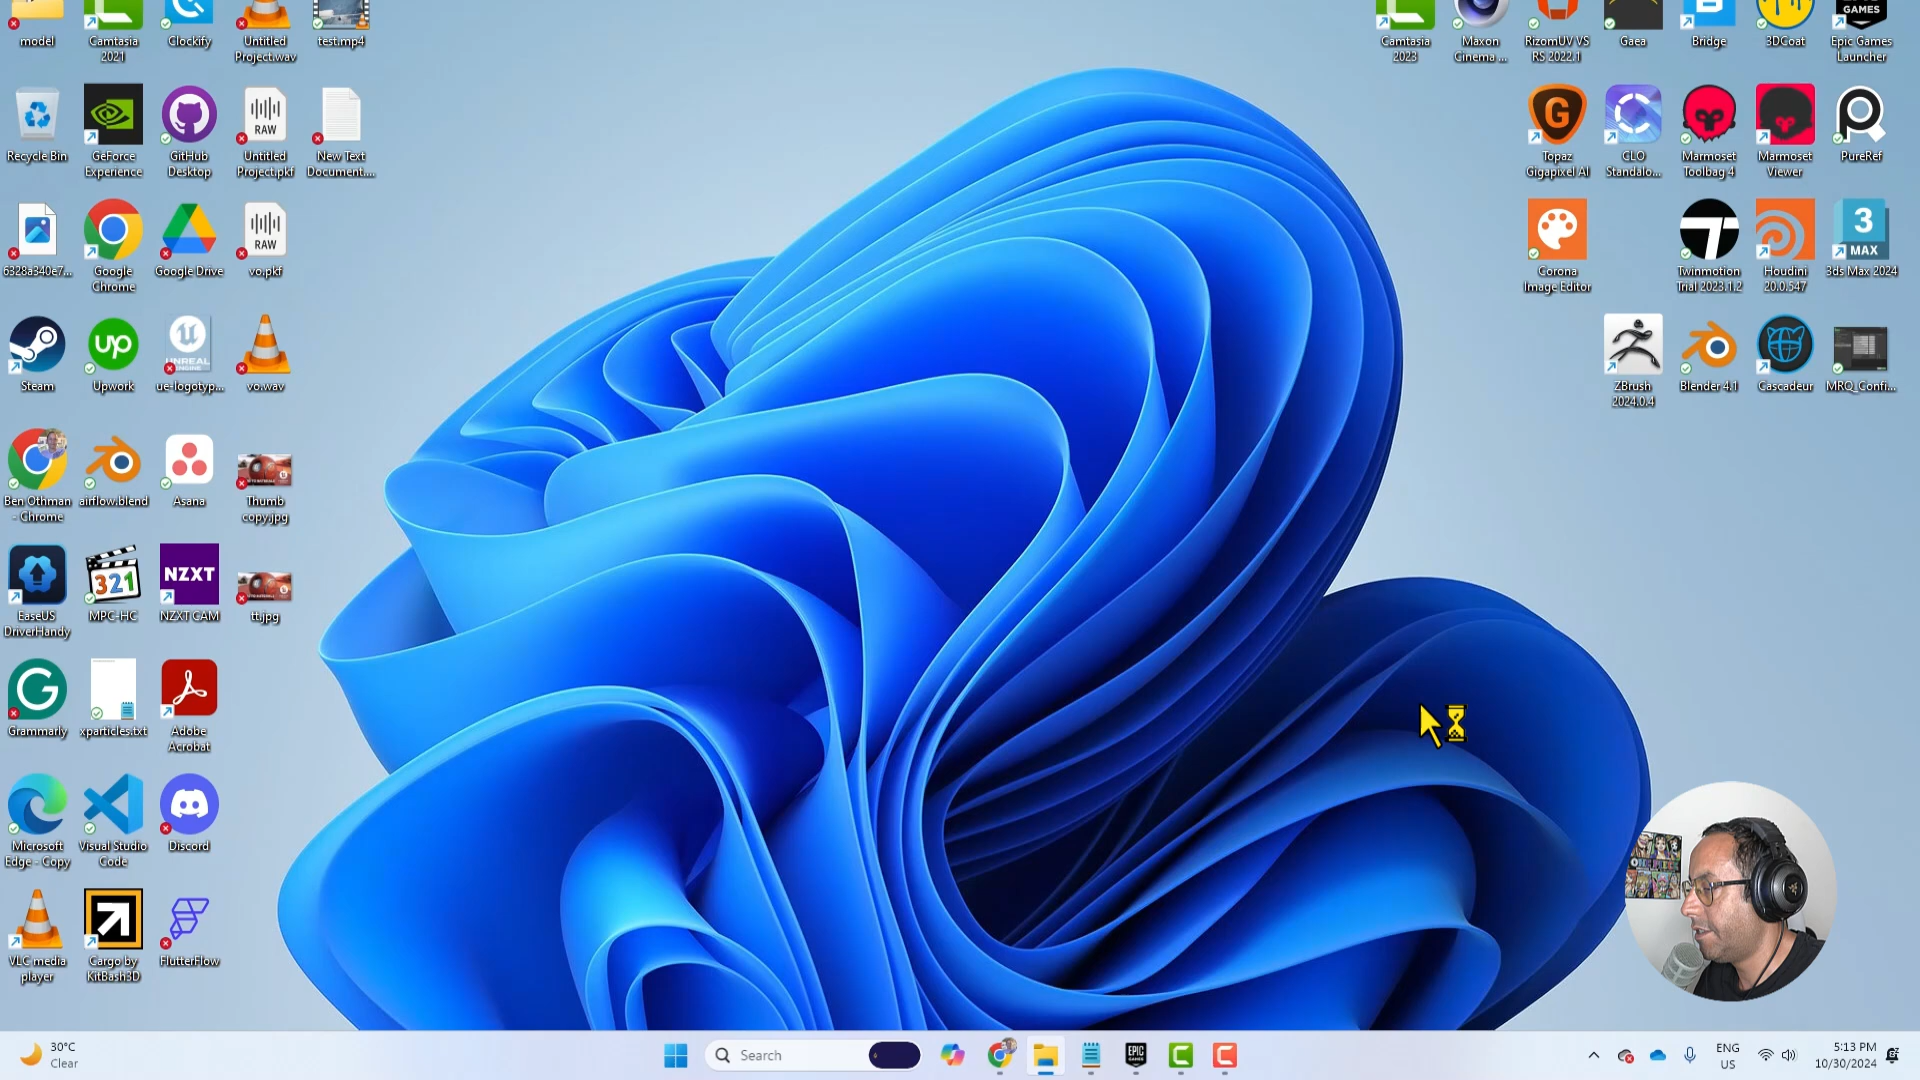 model
Camtasia
2021
Clockify
Untitled
Project.wav
test.mp4
Recycle Bin
GeForce
Experience
GitHub
Desktop
RAW
Untitled
Project.pkf
New Text
Document....
6328a340e7...
Google
Chrome
Google Drive
RAW
vo.pkf
Steam
up
Upwork
UNREAL
ue-logotyp...
vo.wav
Ben Othman
- Chrome
airflow.blend
Asana
Thumb
copy.jpg
EaseUS
DriverHandy
321
MPC-HC
NZXT
NZXT CAM
tt.jpg
Grammarly
xparticles.txt
Adobe
Acrobat
Microsoft
Edge - Copy
Visual Studio
Code
Discord
VLC media
player
Cargo by
KitBash3D
FlutterFlow
Camtasia
2023
Maxon
Cinema ...
RizomUV VS
RS 2022.1
Gaea
Bridge
3DCoat
GAMES
Epic Games
Launcher
Topaz
Gigapixel AI
CLO
Standalo...
Marmoset
Toolbag 4
Marmoset
Viewer
PureRef
Corona
Image Editor
Twinmotion
Trial 2023.1.2
Houdini
20.0.547
3
MAX
3ds Max 2024
ZBrush
2024.0.4
Blender 4.1
Cascadeur
MRQ_Confi...
30°C
Clear
Search
EPIC
GAMES
ENG
US
5:13 PM
10/30/2024